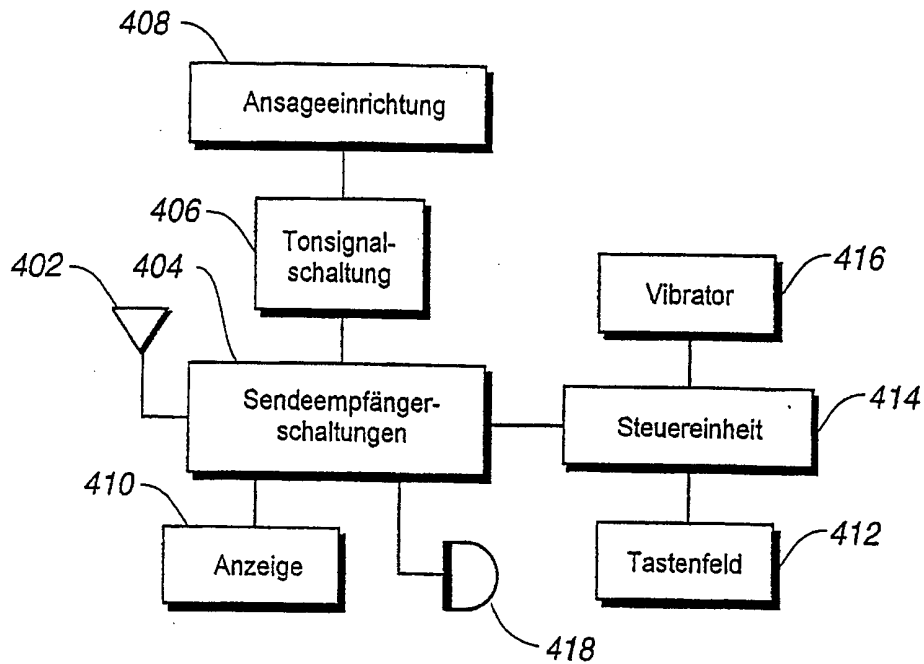 408
Ansageeinrichtung
406
Tonsignal-
schaltung
402
404
Vibrator
416
Sendeempfänger-
schaltungen
Steuereinheit
414
410
Anzeige
418
Tastenfeld
412